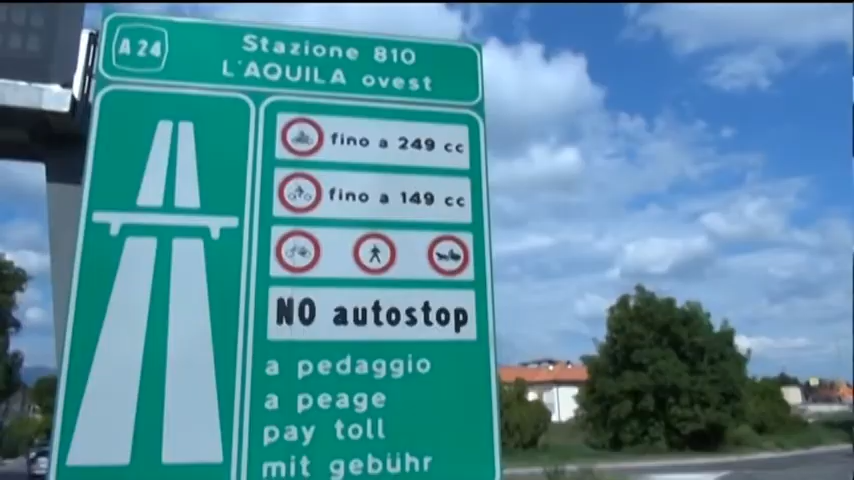 A 24
Stazione 810
L'AQUILA ovest
fino a 249 cc
fino a 149 cc
NO autostop
a pedaggio
a peage
pay toll
mit gebühr